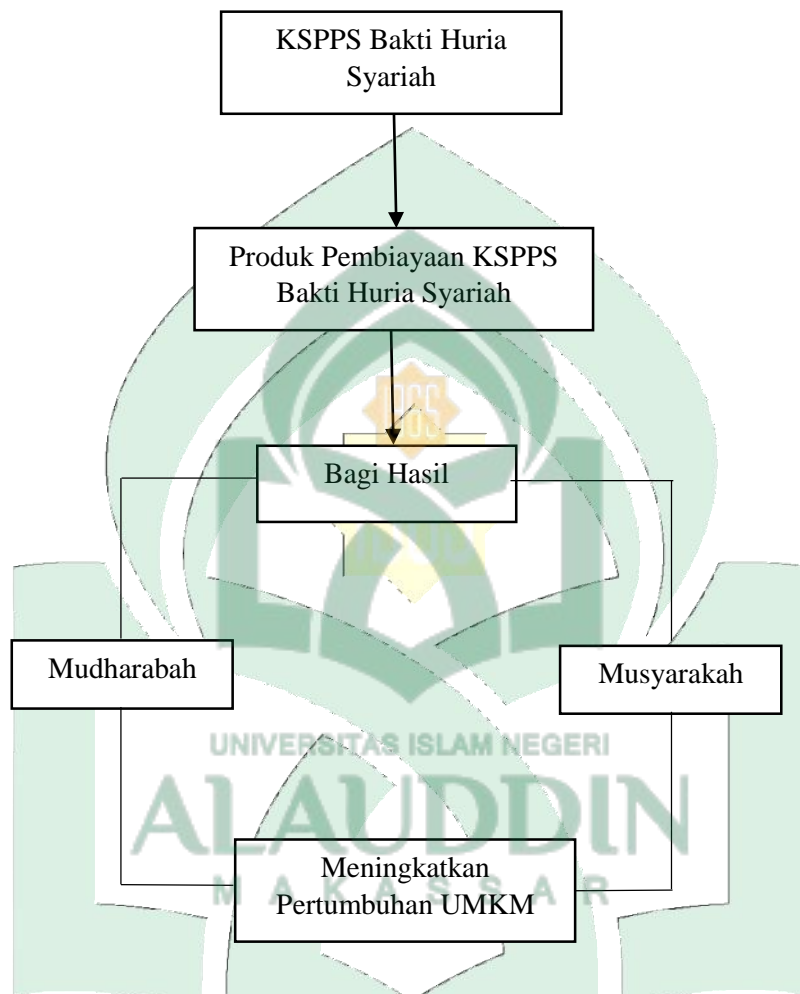 KSPPS Bakti Huria
Syariah
Produk Pembiayaan KSPPS
Bakti Huria Syariah
1965
Bagi Hasil
Mudharabah
Musyarakah
UNIVERSITAS ISLAM NEGERI
ALAUDDIN
Meningkatkan
Pertumbuhan UMKM
MAKASSAR